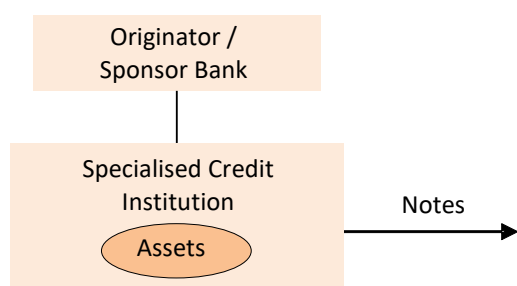 Originator /
Sponsor Bank
Specialised Credit
Institution
Notes
Assets